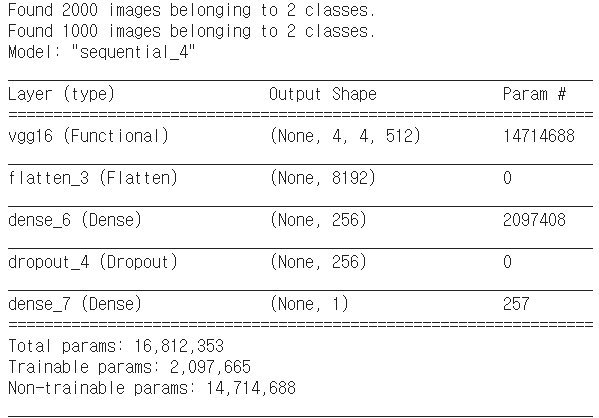 Found 2000 images belonging to 2 classes.
Found 1000 images belonging to 2 classes.
Model: "sequential_4"
Layer (type) Output Shape Param #
vgg16 (Functional) (None, 4, 4, 512) 14714688
flatten_3 (Flatten) (None, 8192) 0
dense_6 (Dense) (None, 256) 2097408
dropout_4 (Dropout) (None, 256) 0
dense_7 (Dense) (None, 1) 257
Total params: 16,812,353
Trainable params: 2,097,665
Non-trainable params: 14,714,688